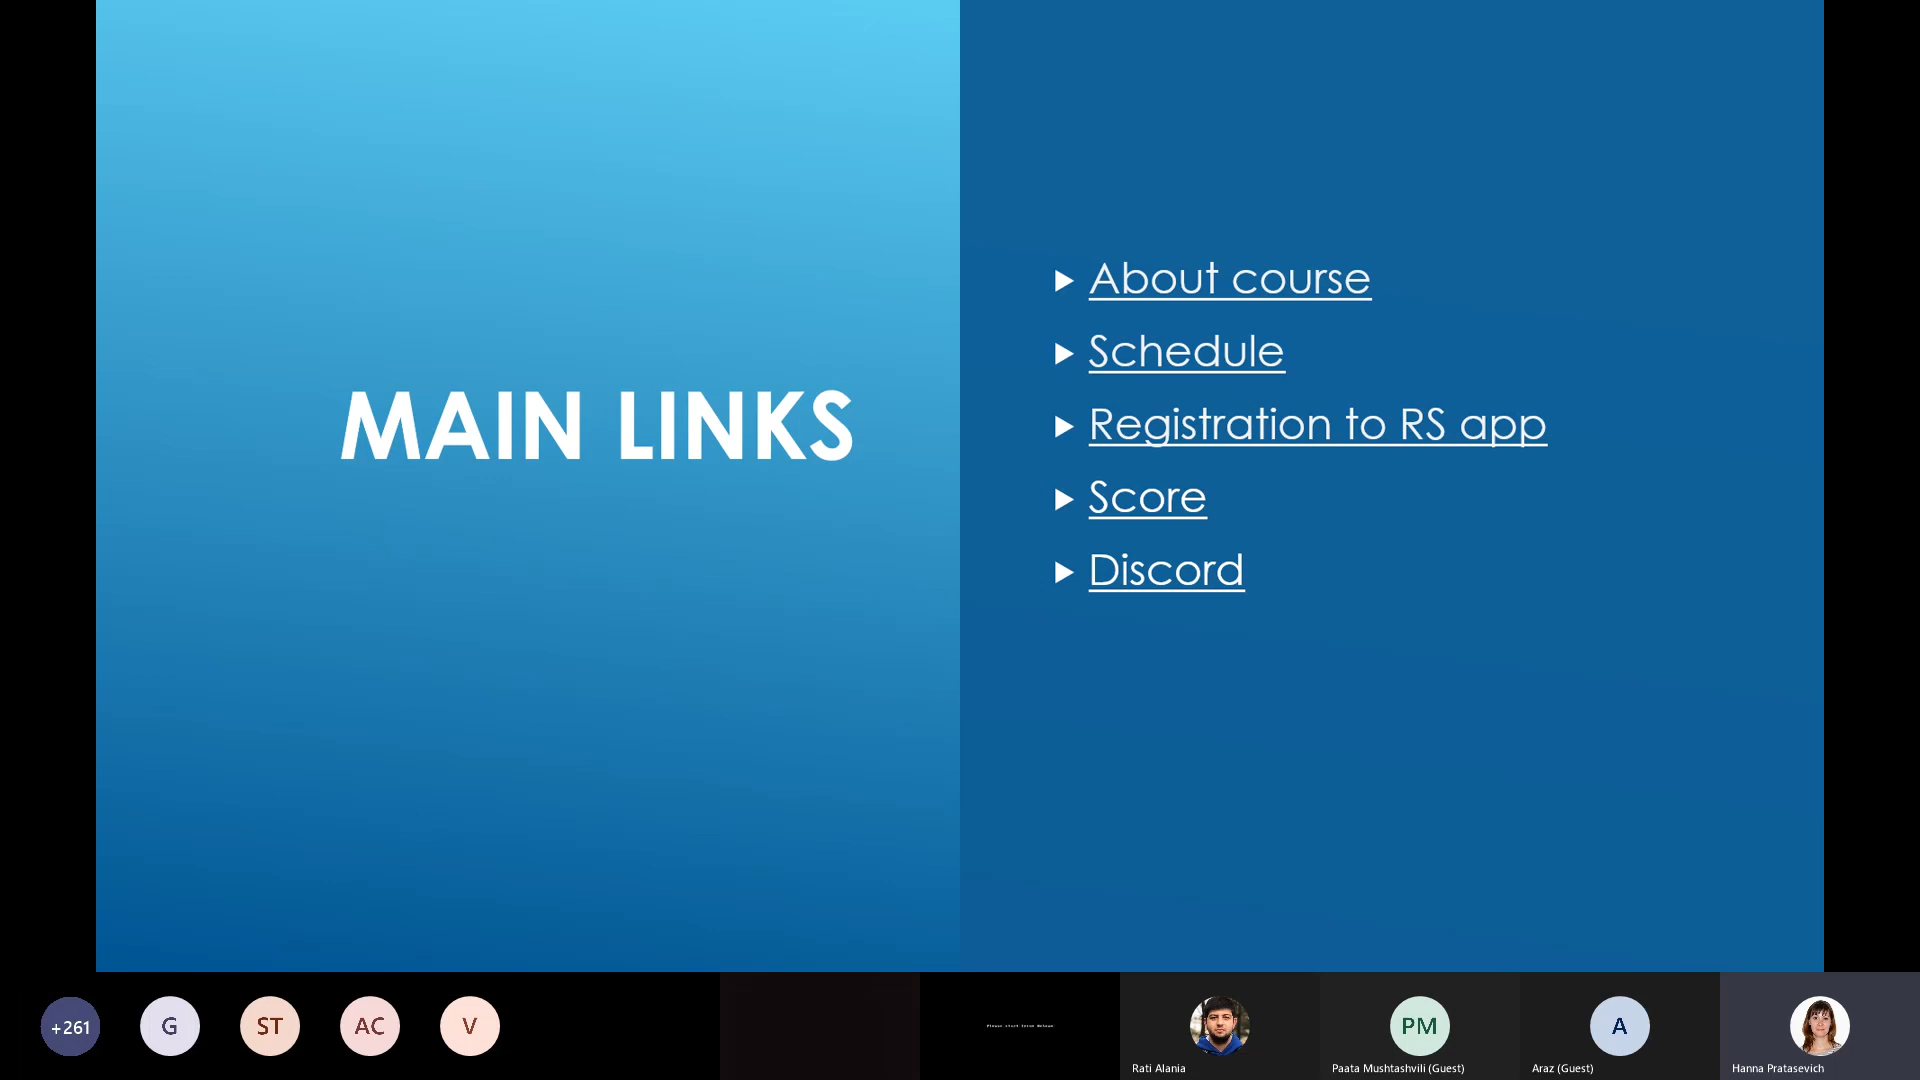 MAIN LINKS
About course
Schedule
Registration to RS app
Score
Discord
+261
G
ST
AC
V
Rati Alania
PM
Paata Mushtashvili (Guest)
A
Araz (Guest)
Hanna Pratasevich